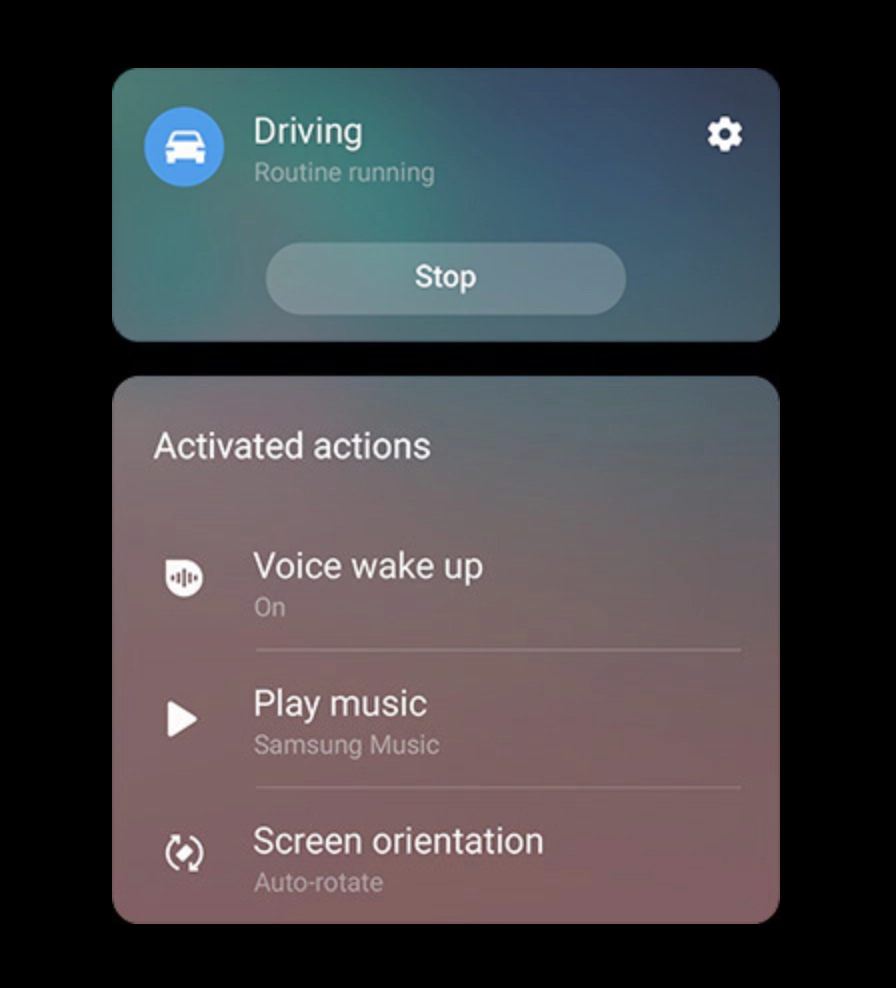 Driving
Routine running
Stop
Activated actions
Voice wake up
On
Play music
Samsung Music
Screen orientation
Auto-rotate